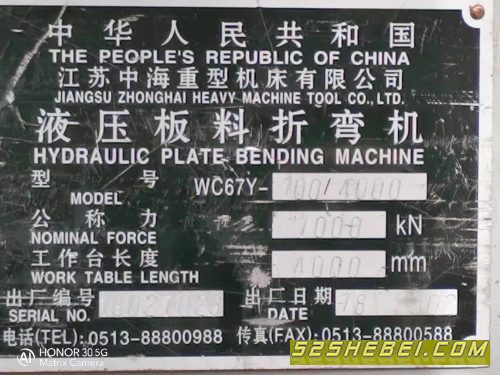 中华人民共和国
THE PEOPLE'S REPUBLIC OF CHINA
江苏中海重型机床有限公司
JIANGSU ZHONGHAI HEAVY MACHINE TOOL CO., LTD.
液压板料折弯机
HYDRAULIC PLATE BENDING MACHINE
型号 WC67Y-100/4000
MODEL
公称力 1000 kN
NOMINAL FORCE
工作台长度 4000 mm
WORK TABLE LENGTH
出厂编号 出厂日期
SERIAL NO. DATE
电话(TEL): 0513-88800988 传真(FAX): 0513-88800588
HONOR 30 5G
Matrix Camera
52SHEBEI.COM